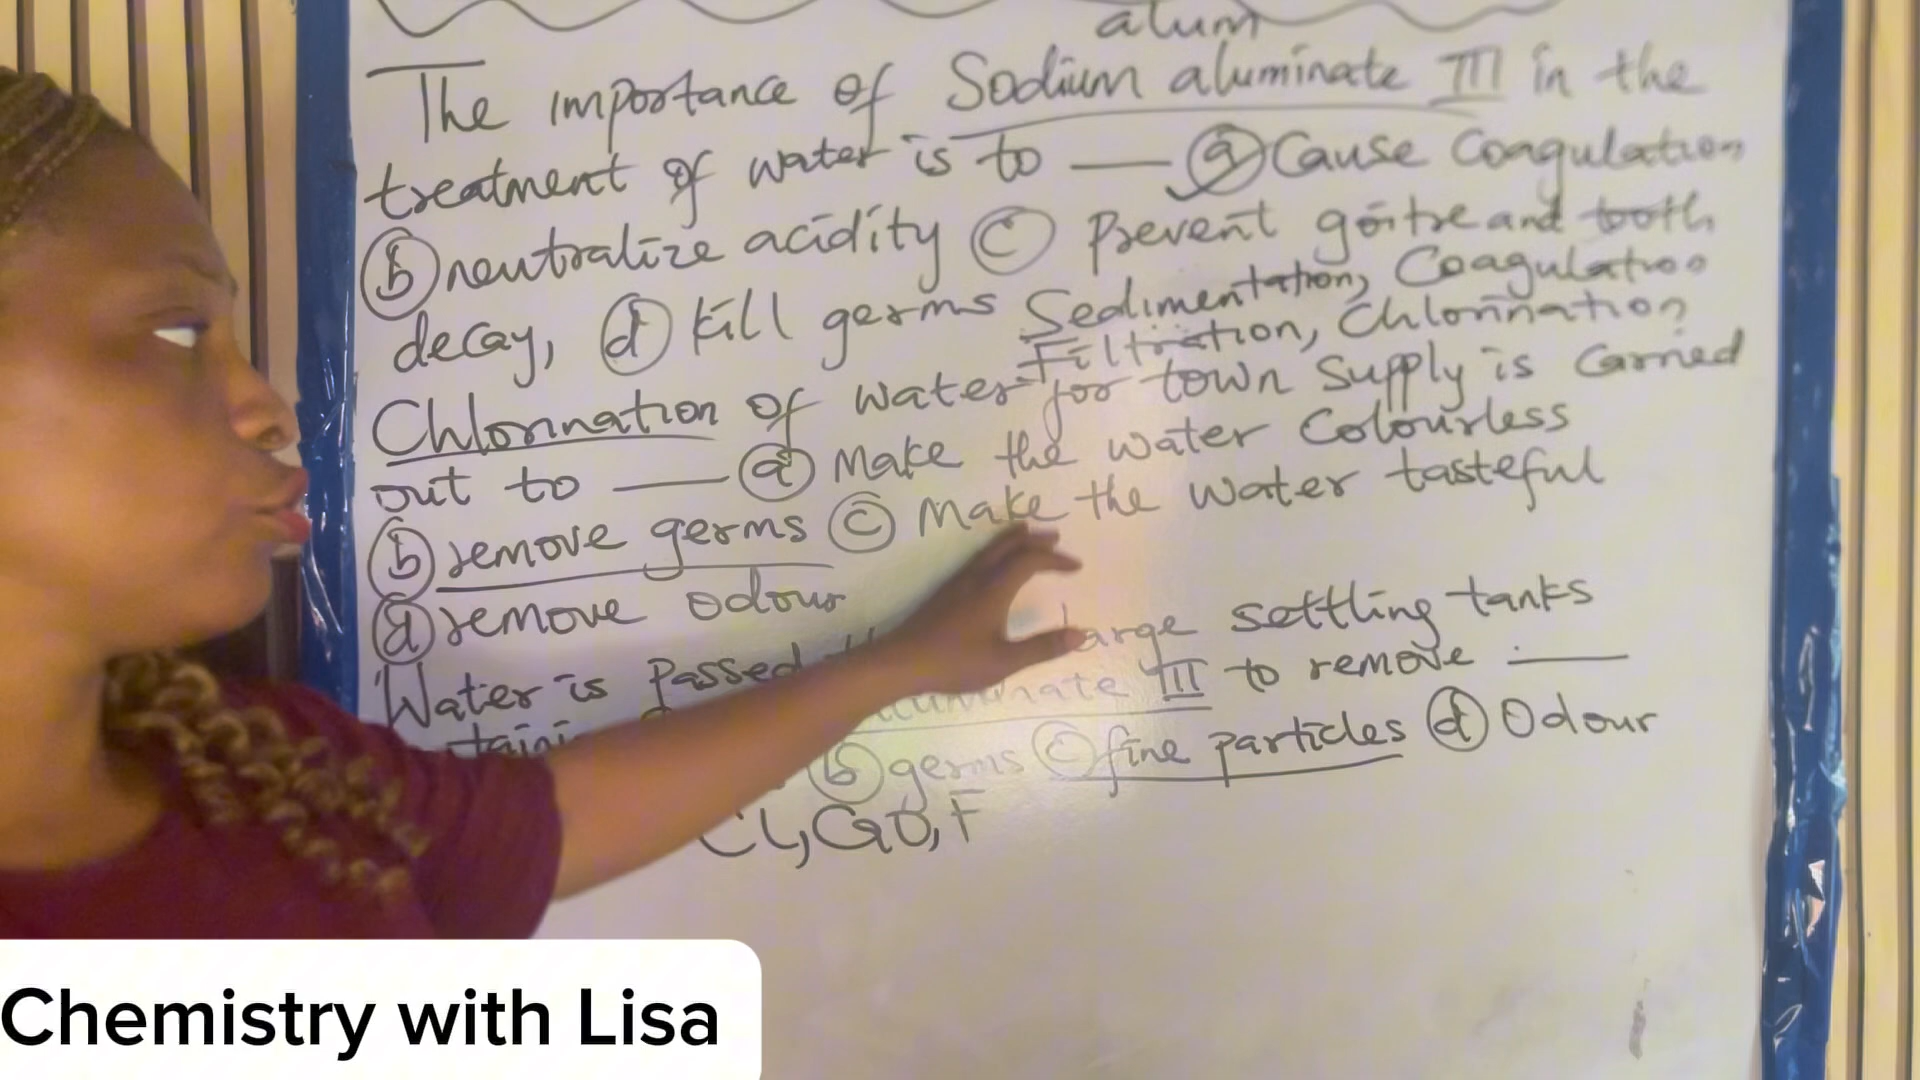 alum
The importance of Sodium aluminate III in the
treatment of water is to — (a) Cause Coagulation
(b) neutralize acidity (c) Prevent goitre and tooth
decay, (d) kill germs
Sedimentation, Coagulation
Filtration, Chlorination
Chlorination of water for town supply is carried
out to — (a) Make the water Colourless
(b) remove germs (c) Make the water tasteful
(d) remove odour
Water is passed large settling tanks
III to remove —
(b) germs (c) fine particles (d) Odour
Chemistry with Lisa